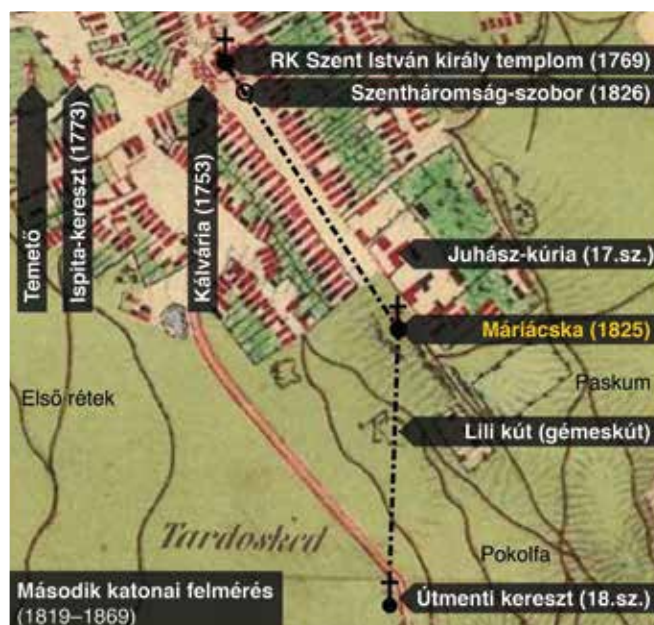 RK Szent István király templom (1769)
Szentháromság-szobor (1826)
Temető
Ispita-kereszt (1773)
Kálvária (1753)
Juhász-kúria (17.sz.)
Máriácska (1825)
Paskum
Első rétek
Lili kút (gémeskút)
Tardosked
Pokolfa
Második katonai felmérés
(1819–1869)
Útmenti kereszt (18.sz.)